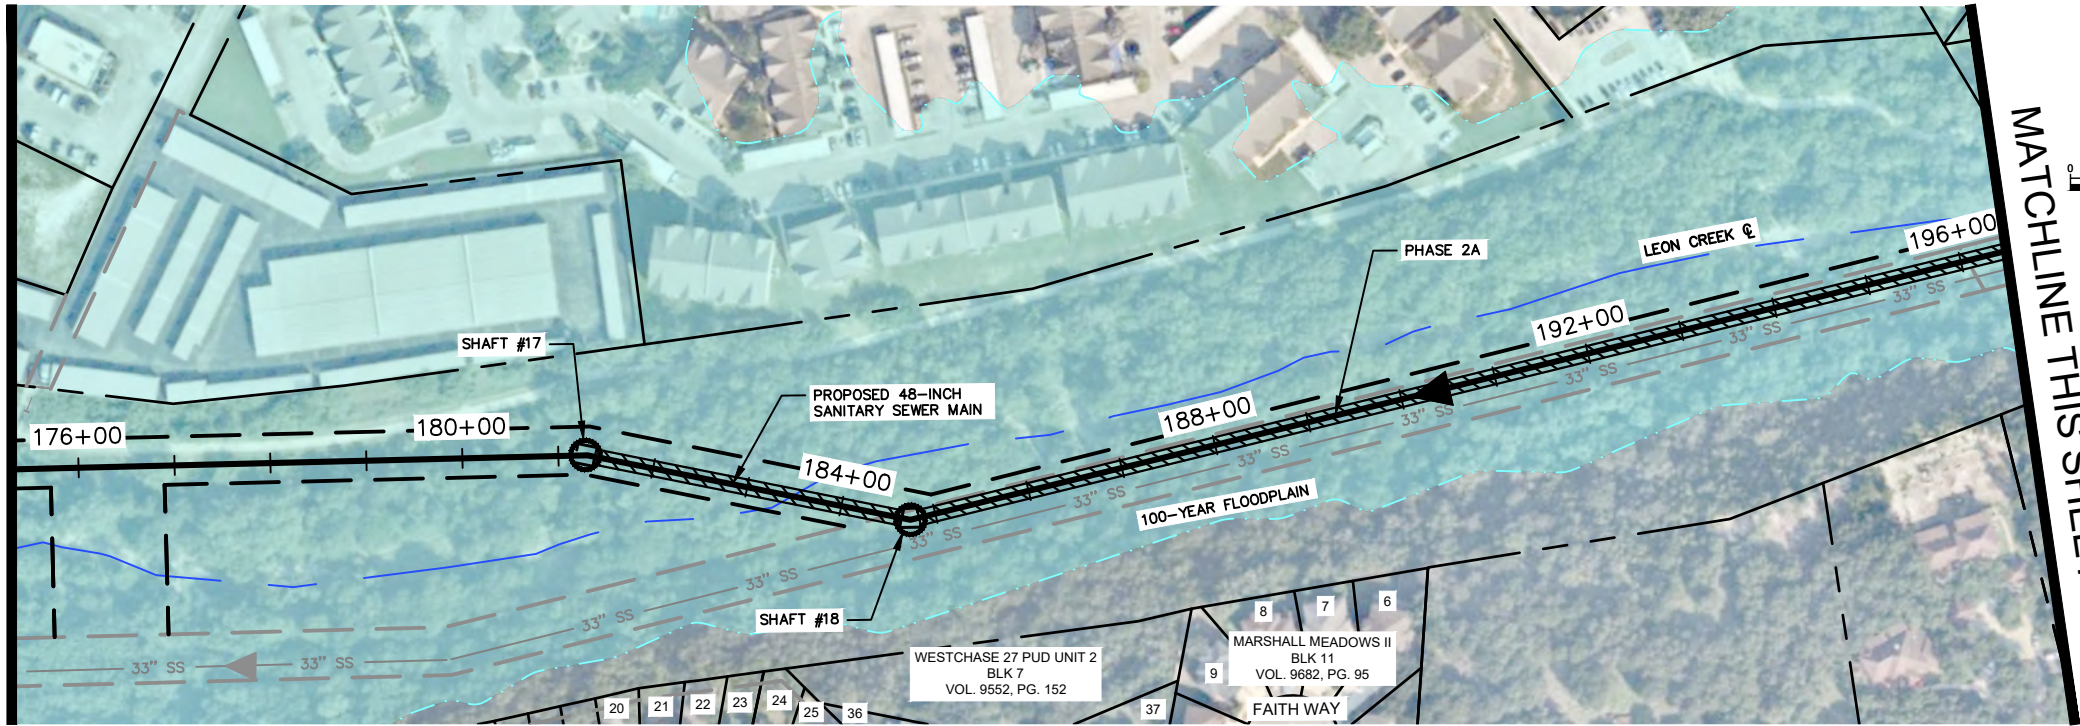 MATCHLINE THIS SHEET
0
196+00
LEON CREEK ℄
PHASE 2A
192+00
33" SS
33" SS
33" SS
33" SS
33" SS
33" SS
33" SS
33" SS
33" SS
33" SS
33" SS
SHAFT #17
PROPOSED 48-INCH
SANITARY SEWER MAIN
188+00
176+00
180+00
184+00
100-YEAR FLOODPLAIN
SHAFT #18
WESTCHASE 27 PUD UNIT 2
BLK 7
VOL. 9552, PG. 152
8
7
6
MARSHALL MEADOWS II
BLK 11
VOL. 9682, PG. 95
9
FAITH WAY
37
20
21
22
23
24
25
36